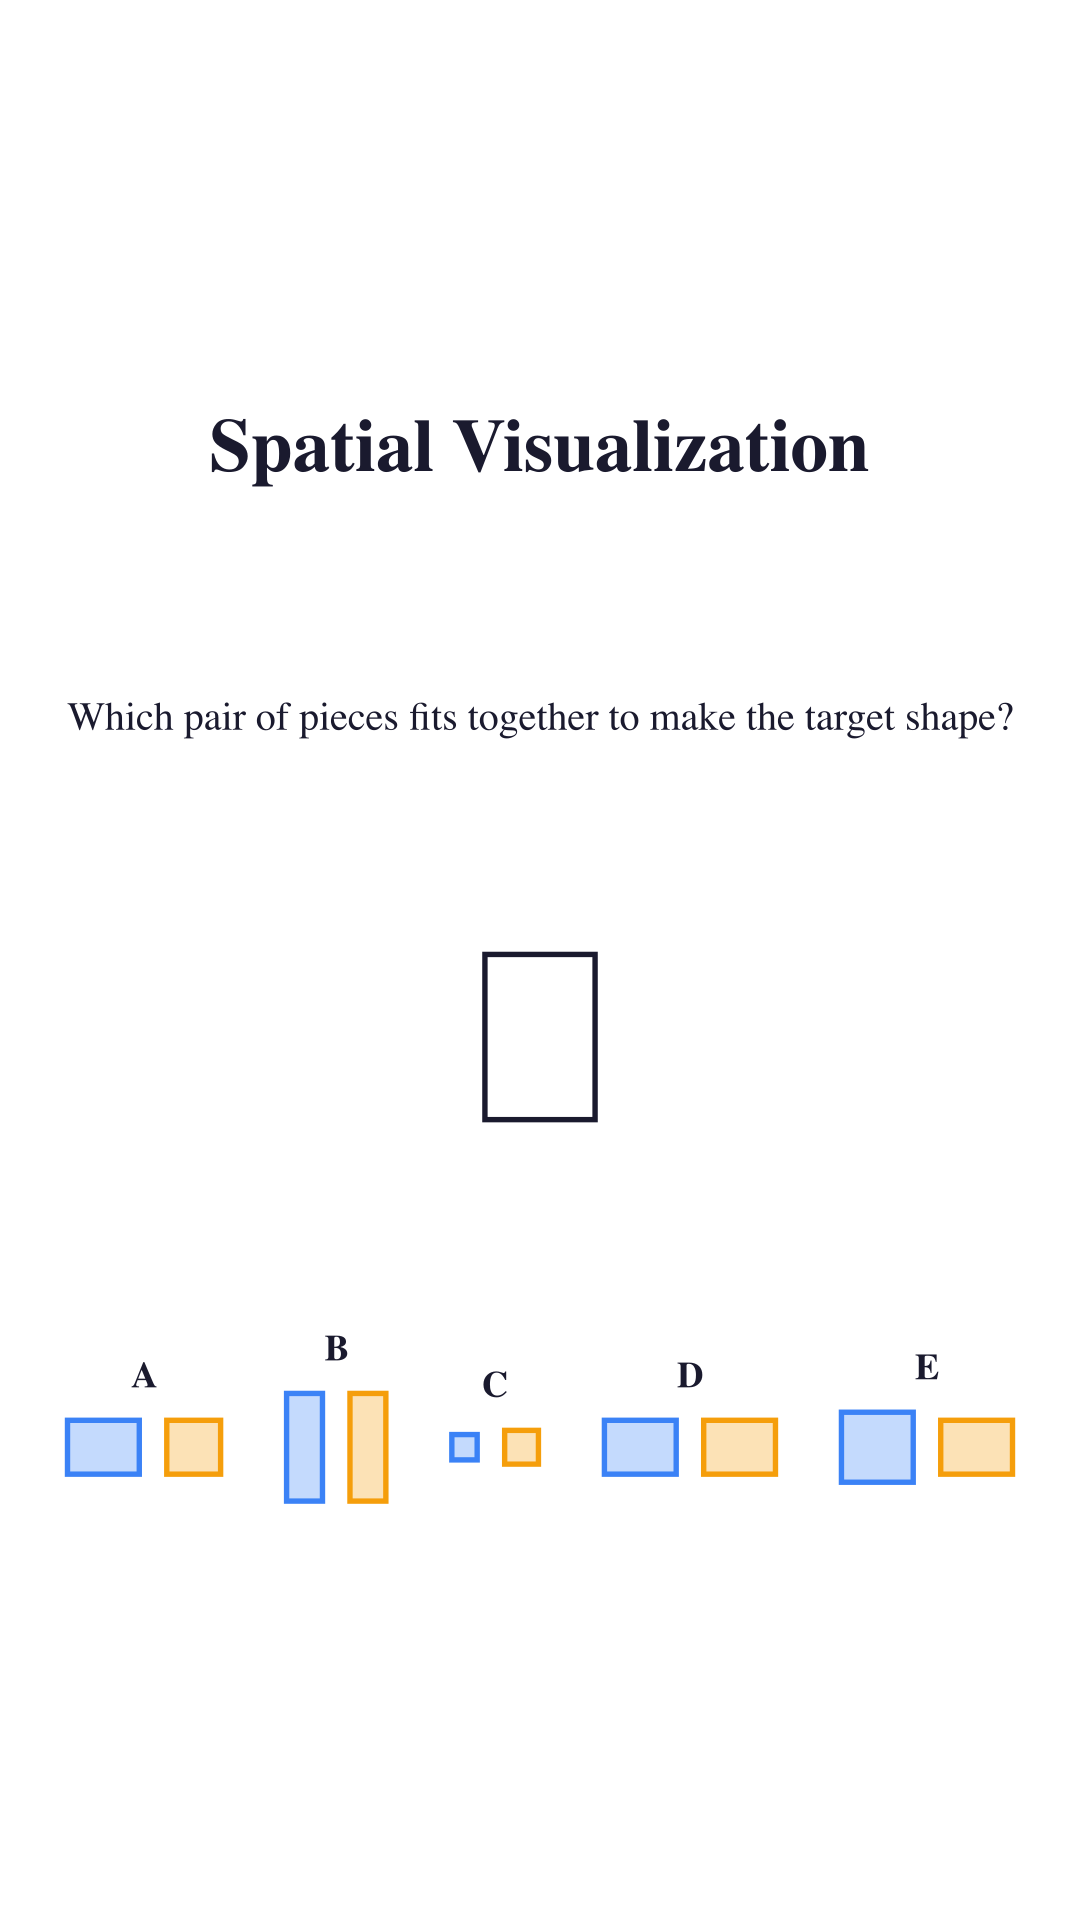 Spatial Visualization
Which pair of pieces fits together to make the target shape?
A
B
C
D
E